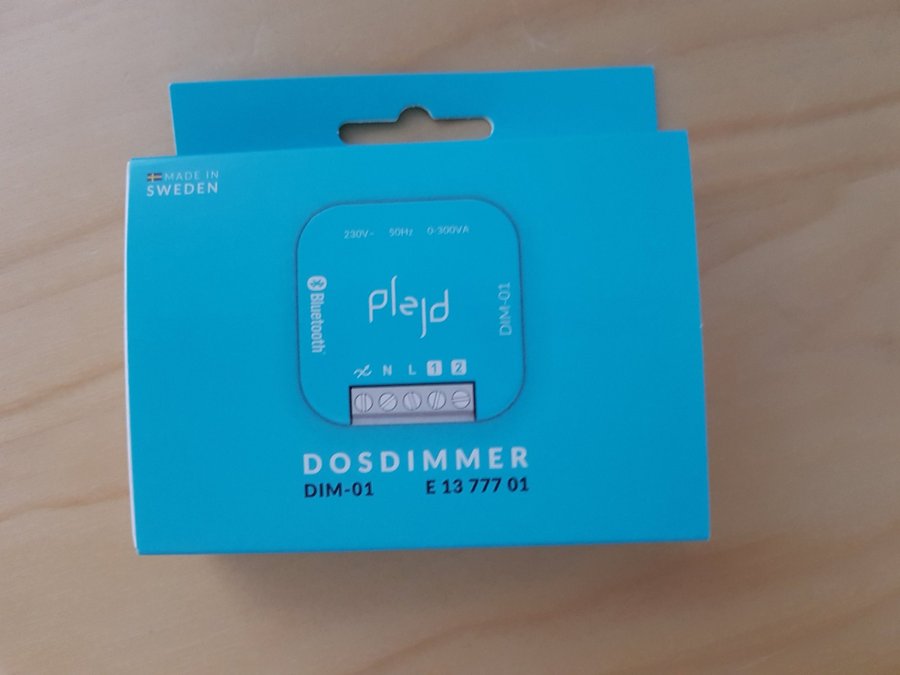 MADE IN
SWEDEN
230V~ 50Hz 0-300VA
Bluetooth
plejd
DIM-01
N L 1 2
DOSDIMMER
DIM-01 E 13 777 01